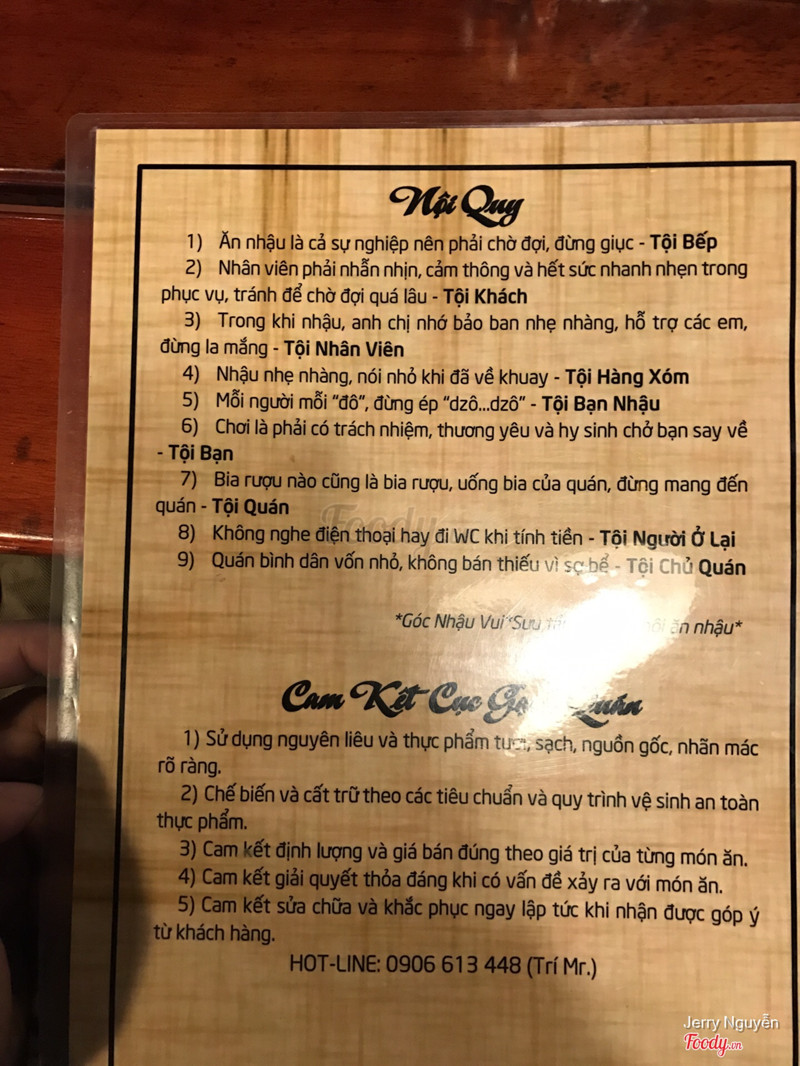 Nội Quy
1) Ăn nhậu là cả sự nghiệp nên phải chờ đợi, đừng giục - Tội Bếp
2) Nhân viên phải nhẫn nhịn, cảm thông và hết sức nhanh nhẹn trong
phục vụ, tránh để chờ đợi quá lâu - Tội Khách
3) Trong khi nhậu, anh chị nhớ bảo ban nhẹ nhàng, hỗ trợ các em,
đừng la mắng - Tội Nhân Viên
4) Nhậu nhẹ nhàng, nói nhỏ khi đã về khuay - Tội Hàng Xóm
5) Mỗi người mỗi “đô”, đừng ép “dzô...dzô” - Tội Bạn Nhậu
6) Chơi là phải có trách nhiệm, thương yêu và hy sinh chở bạn say về
- Tội Bạn
7) Bia rượu nào cũng là bia rượu, uống bia của quán, đừng mang đến
quán - Tội Quán
8) Không nghe điện thoại hay đi WC khi tính tiền - Tội Người Ở Lại
9) Quán bình dân vốn nhỏ, không bán thiếu vì sợ bể - Tội Chủ Quán
*Góc Nhậu Vui Sưu ăn nhậu*
Cam Kết Cục Quán
1) Sử dụng nguyên liêu và thực phẩm tươi, sạch, nguồn gốc, nhãn mác
rõ ràng.
2) Chế biến và cất trữ theo các tiêu chuẩn và quy trình vệ sinh an toàn
thực phẩm.
3) Cam kết định lượng và giá bán đúng theo giá trị của từng món ăn.
4) Cam kết giải quyết thỏa đáng khi có vấn đề xảy ra với món ăn.
5) Cam kết sửa chữa và khắc phục ngay lập tức khi nhận được góp ý
từ khách hàng.
HOT-LINE: 0906 613 448 (Trí Mr.)
Jerry Nguyễn
Foody.vn